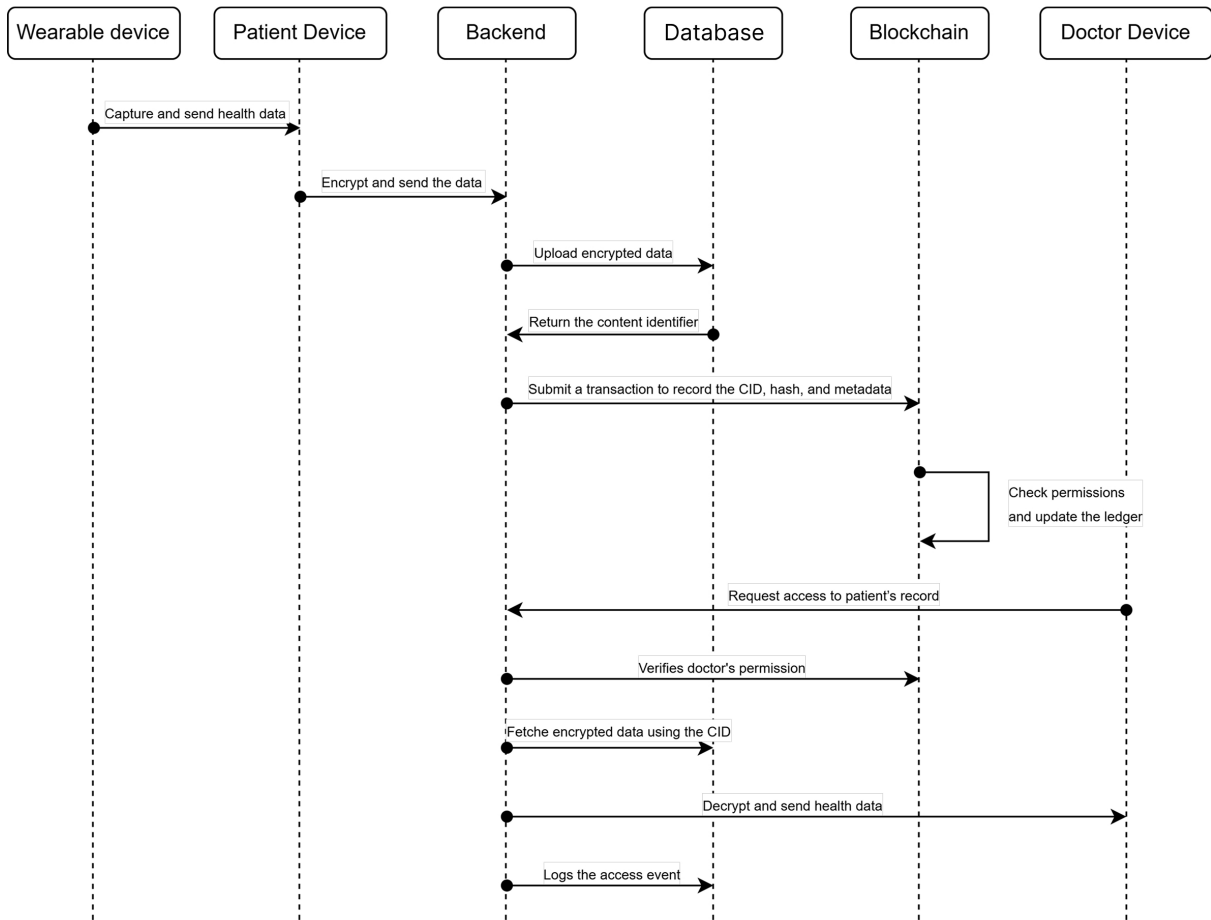 Wearable device
Patient Device
Backend
Database
Blockchain
Doctor Device
Capture and send health data
Encrypt and send the data
Upload encrypted data
Return the content identifier
Submit a transaction to record the CID, hash, and metadata
Check permissions
and update the ledger
Request access to patient’s record
Verifies doctor's permission
Fetche encrypted data using the CID
Decrypt and send health data
Logs the access event